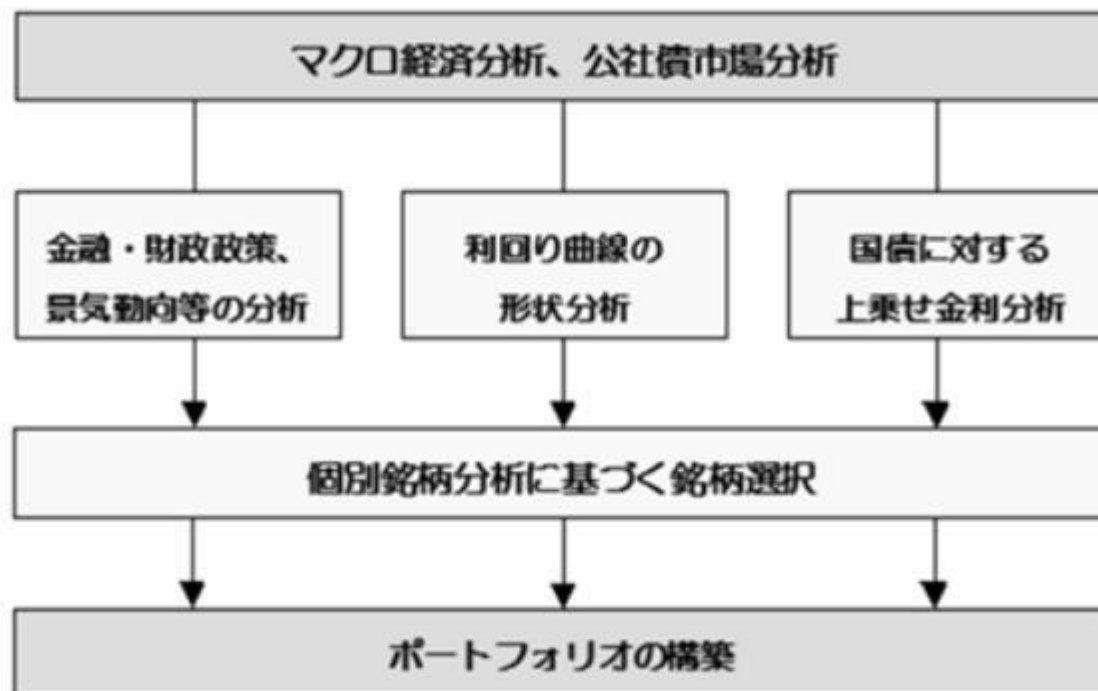 マクロ経済分析、公社債市場分析
金融・財政政策、
景気動向等の分析
利回り曲線の
形状分析
国債に対する
上乗せ金利分析
個別銘柄分析に基づく銘柄選択
ポートフォリオの構築